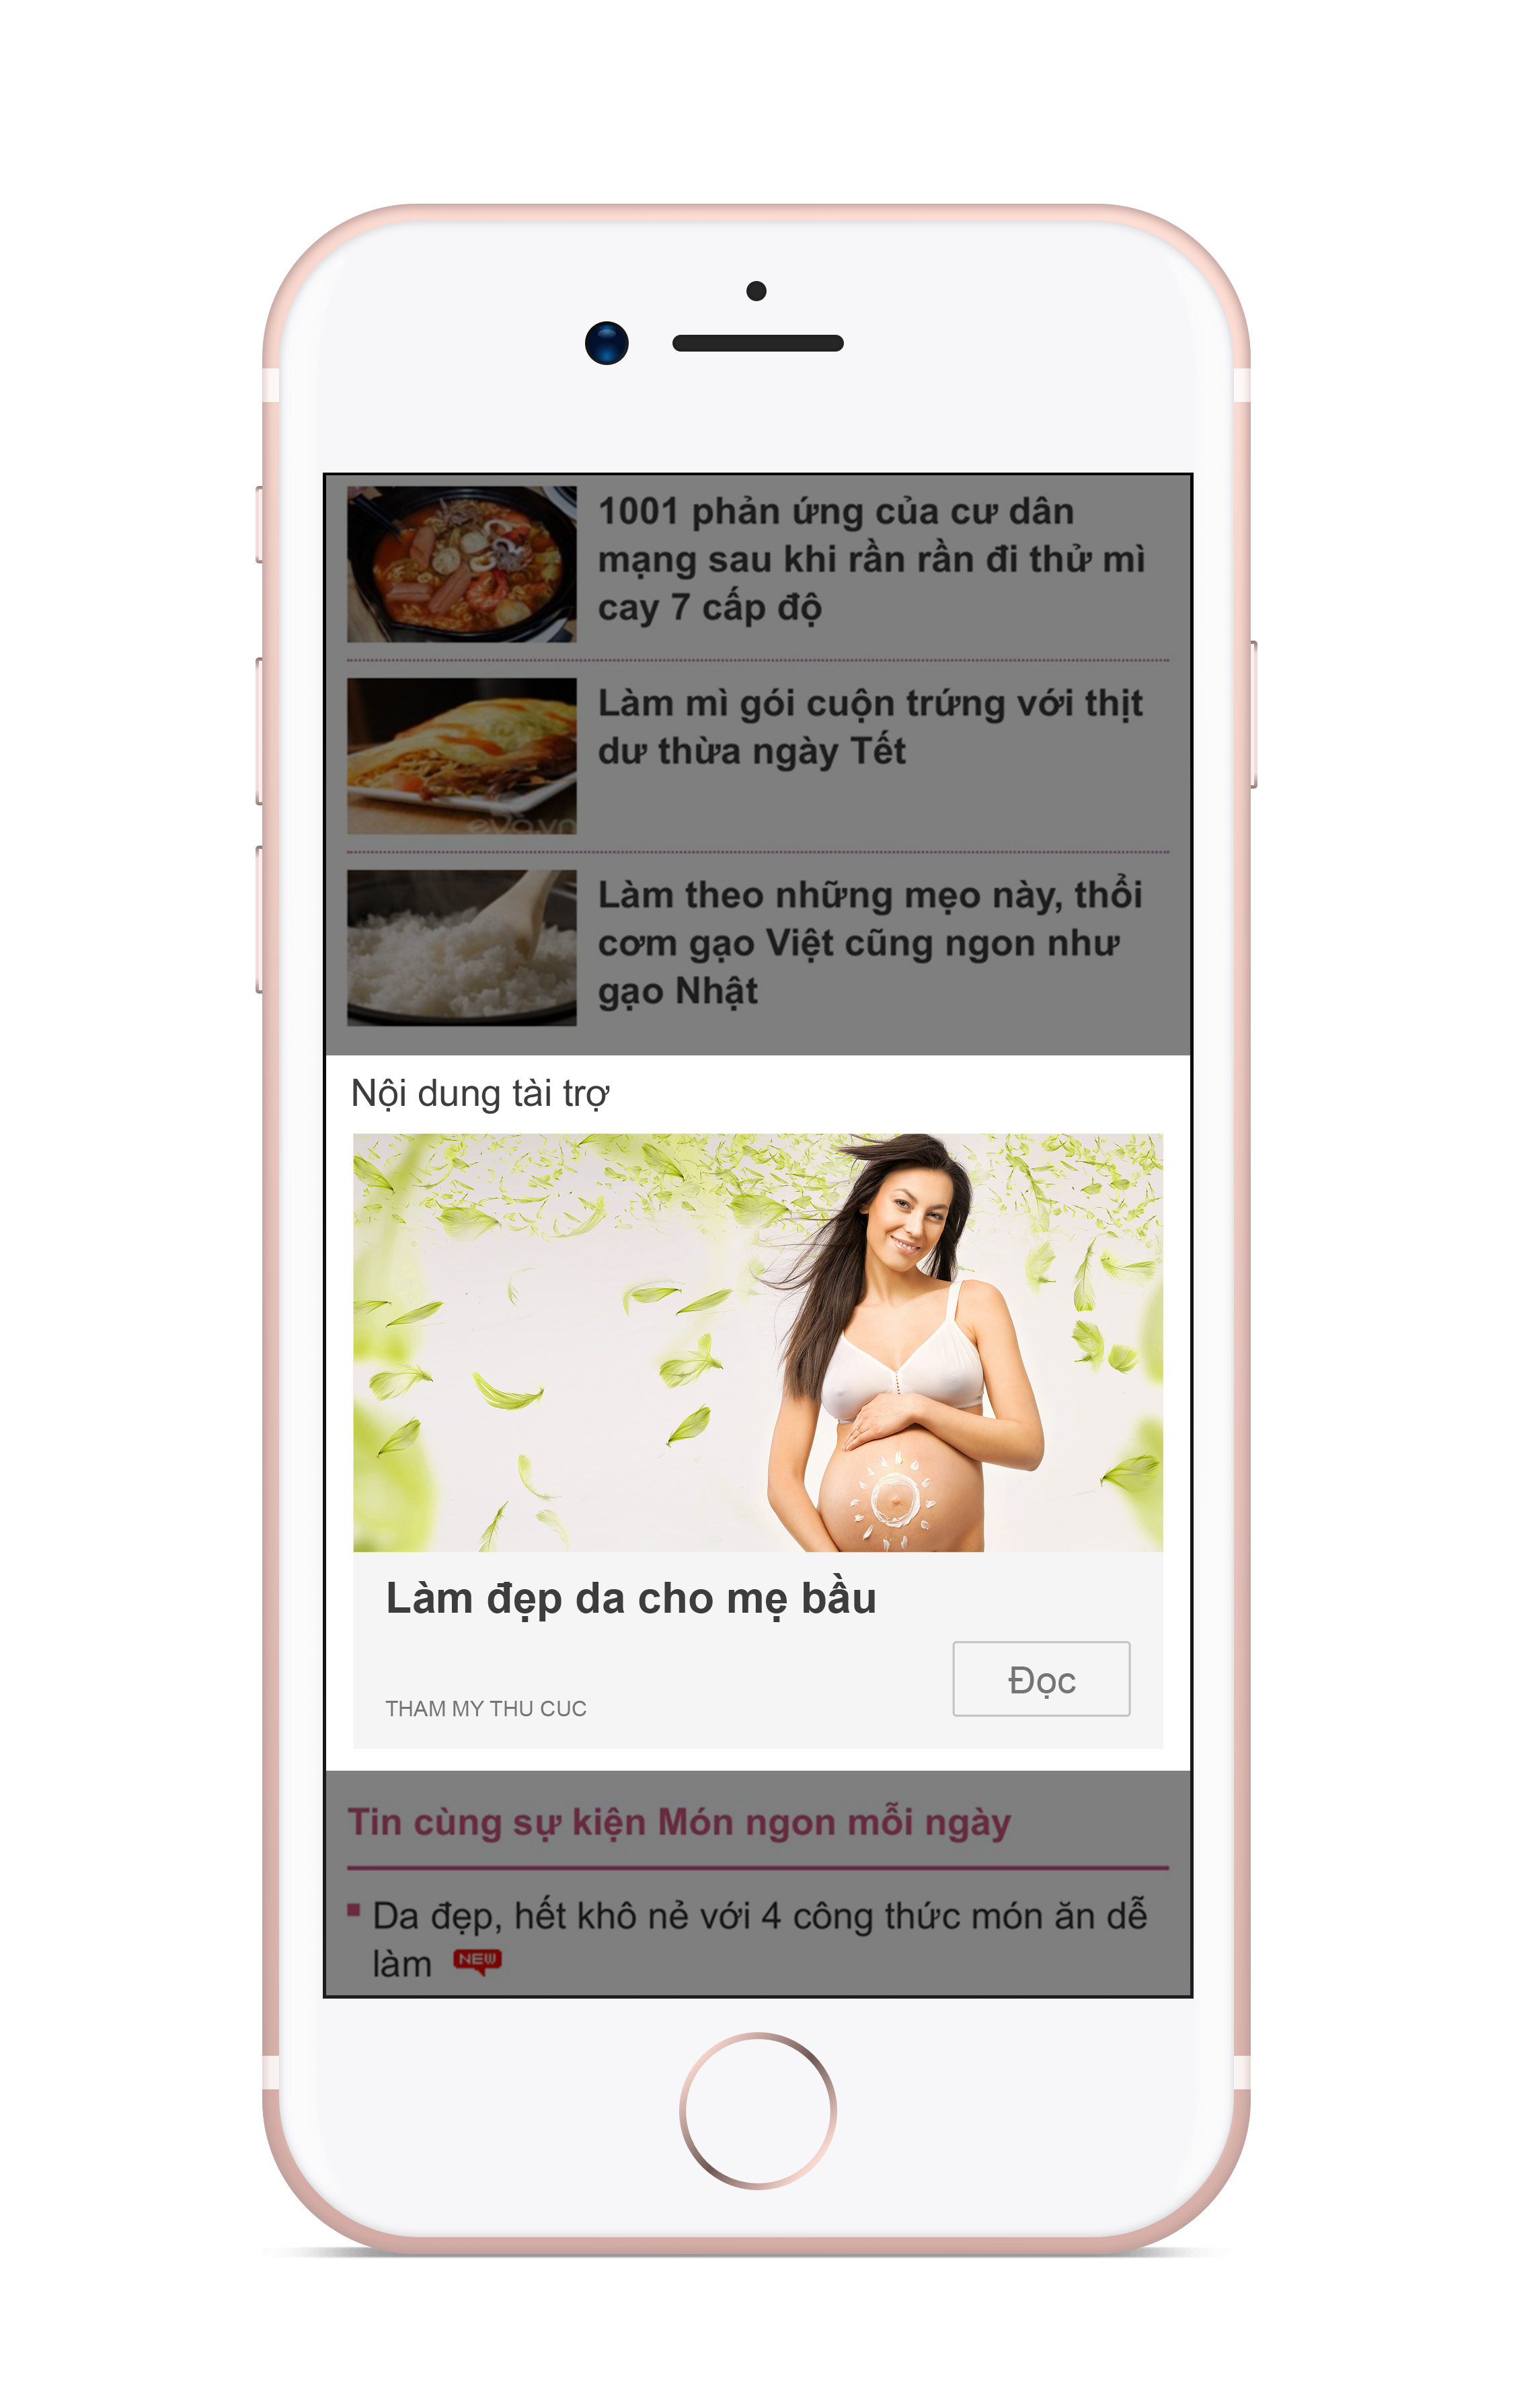 1001 phản ứng của cư dân
mạng sau khi rần rần đi thử mì
cay 7 cấp độ
Làm mì gói cuộn trứng với thịt
dư thừa ngày Tết
eva.vn
Làm theo những mẹo này, thổi
cơm gạo Việt cũng ngon như
gạo Nhật
Nội dung tài trợ
Làm đẹp da cho mẹ bầu
Đọc
THAM MY THU CUC
Tin cùng sự kiện Món ngon mỗi ngày
Da đẹp, hết khô nẻ với 4 công thức món ăn dễ
làm NEW